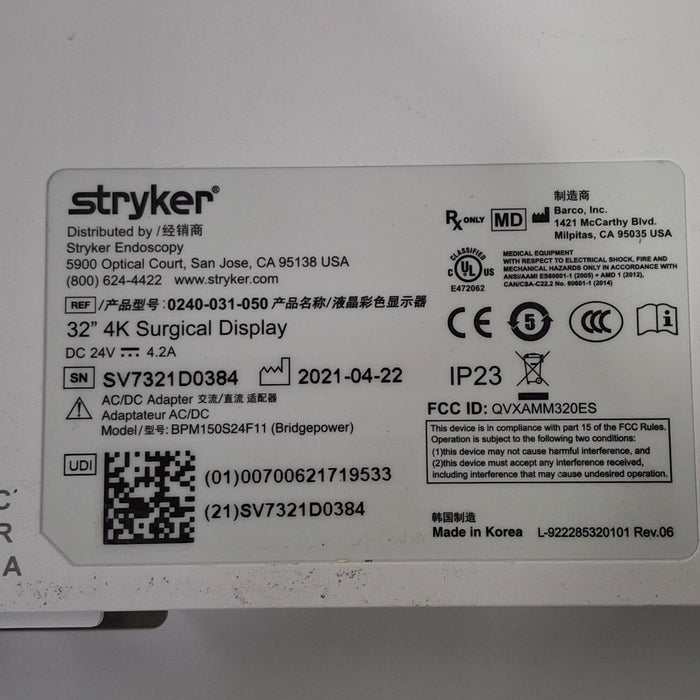 stryker®
Distributed by /经销商
Stryker Endoscopy
5900 Optical Court, San Jose, CA 95138 USA
(800) 624-4422 www.stryker.com
REF /产品型号: 0240-031-050 产品名称/液晶彩色显示器
32” 4K Surgical Display
DC 24V ⎓ 4.2A
SN SV7321D0384 2021-04-22
AC/DC Adapter 交流/直流 适配器
Adaptateur AC/DC
Model/型号: BPM150S24F11 (Bridgepower)
UDI
(01)00700621719533
(21)SV7321D0384
Rx ONLY MD
制造商
Barco, Inc.
1421 McCarthy Blvd.
Milpitas, CA 95035 USA
CLASSIFIED
C UL US
E472062
MEDICAL EQUIPMENT
WITH RESPECT TO ELECTRICAL SHOCK, FIRE AND
MECHANICAL HAZARDS ONLY IN ACCORDANCE WITH
ANSI/AAMI ES60601-1 (2005) + AMD 1 (2012),
CAN/CSA-C22.2 No. 60601-1 (2014)
CE 5 CCC i
IP23
FCC ID: QVXAMM320ES
This device is in compliance with part 15 of the FCC Rules.
Operation is subject to the following two conditions:
(1)this device may not cause harmful interference, and
(2)this device must accept any interference received,
including interference that may cause undesired operation.
韩国制造
Made in Korea L-922285320101 Rev.06
C
R
A